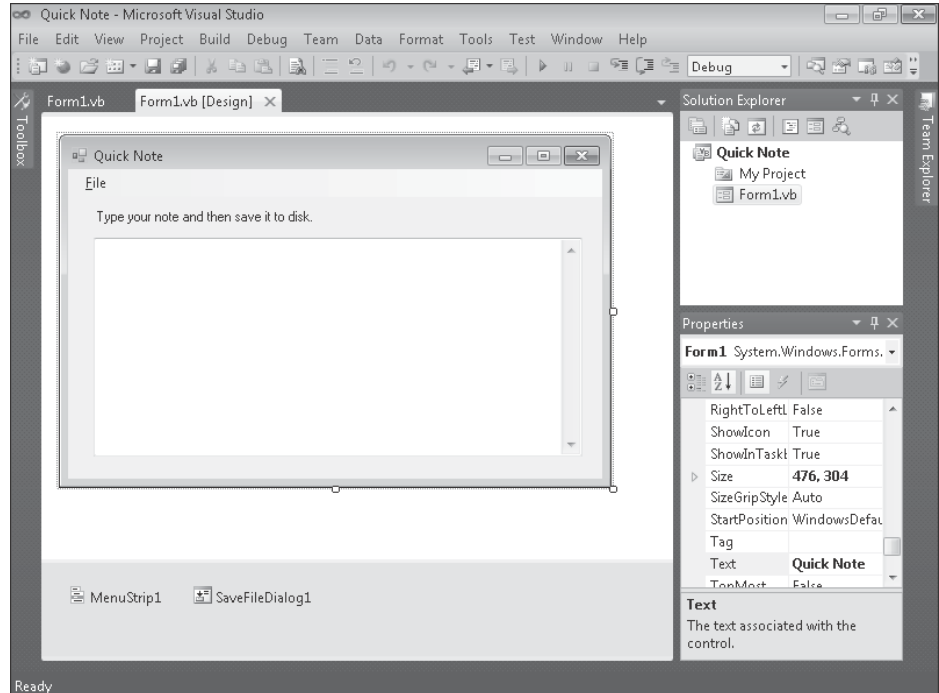 Quick Note - Microsoft Visual Studio
File Edit View Project Build Debug Team Data Format Tools Test Window Help
Debug
Toolbox
Form1.vb
Form1.vb [Design]
Quick Note
File
Type your note and then save it to disk.
MenuStrip1
SaveFileDialog1
Solution Explorer
Quick Note
My Project
Form1.vb
Team Explorer
Properties
Form1 System.Windows.Forms.
RightToLeftL False
ShowIcon True
ShowInTaskb True
Size 476, 304
SizeGripStyle Auto
StartPosition WindowsDefau
Tag
Text Quick Note
TopMost False
Text
The text associated with the
control.
Ready